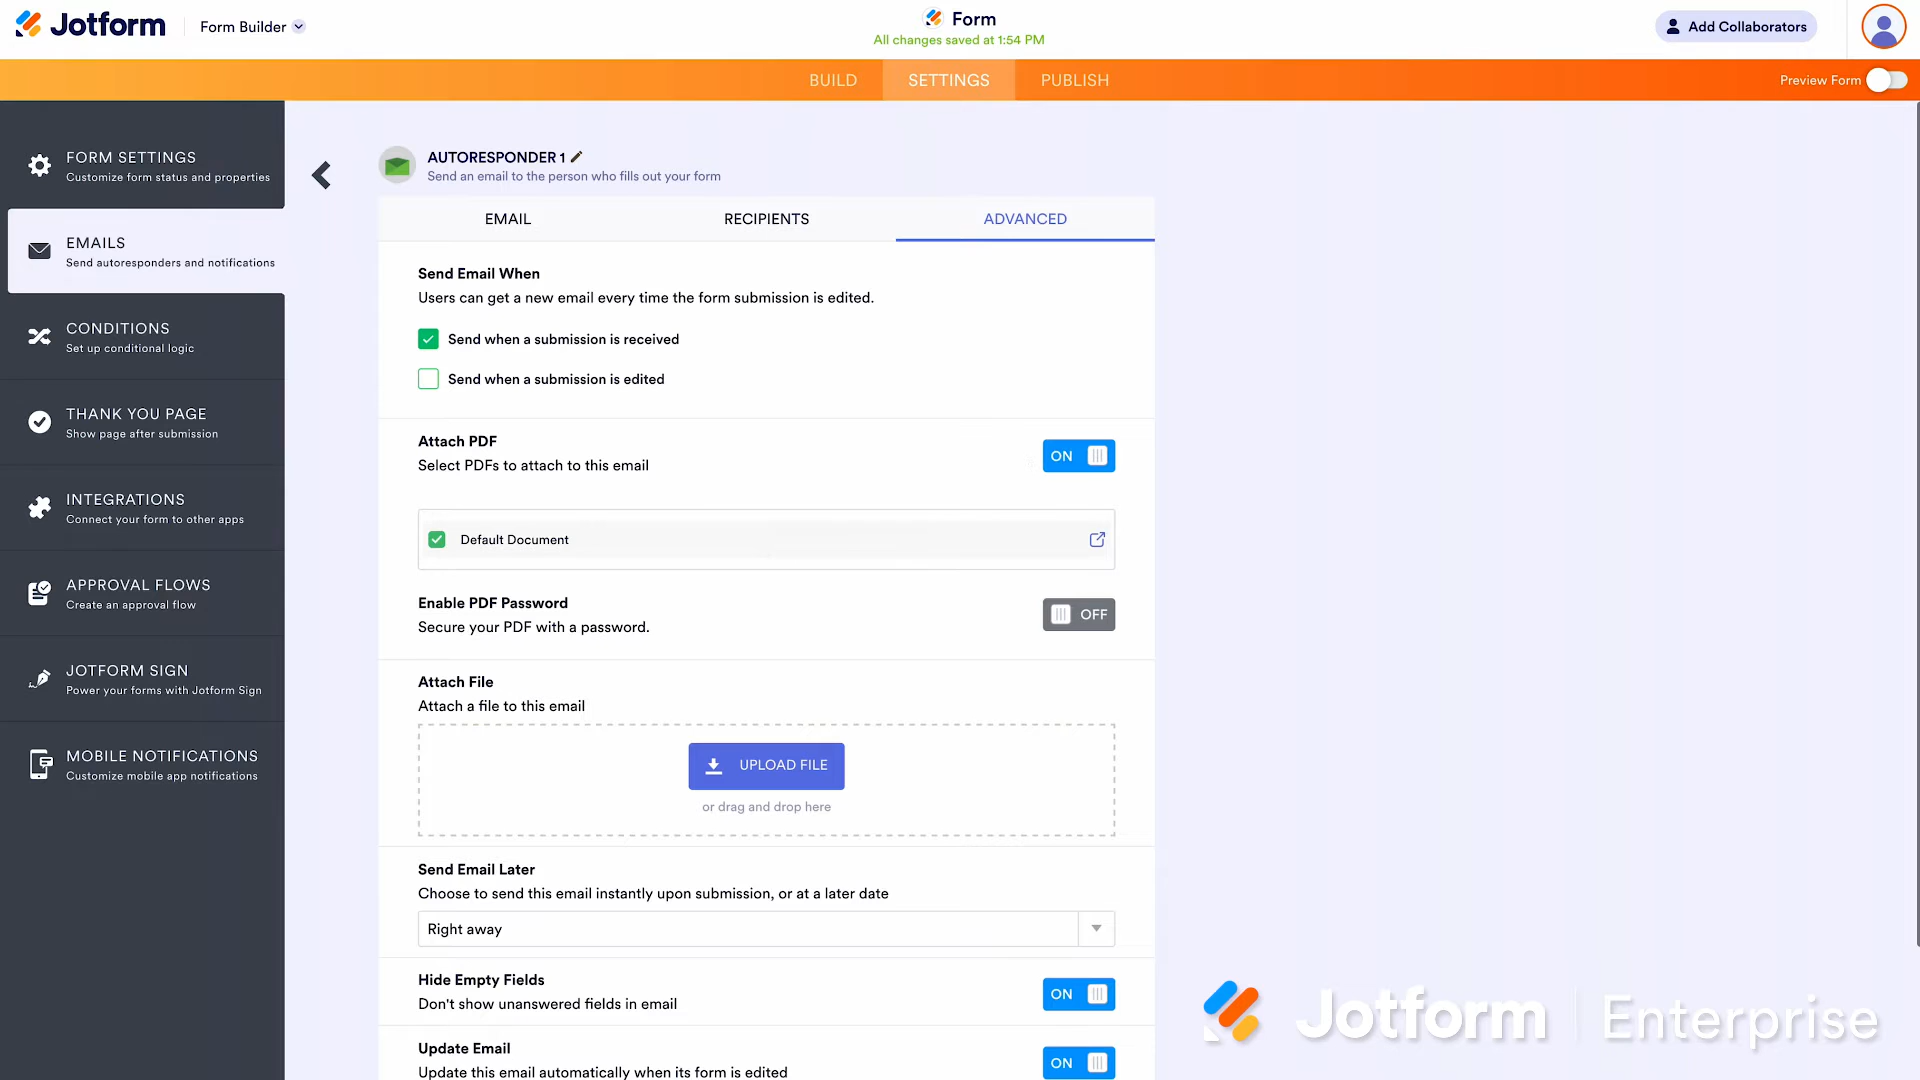 Jotform
Form Builder
Form
All changes saved at 1:54 PM
Add Collaborators
BUILD
SETTINGS
PUBLISH
Preview Form
FORM SETTINGS
Customize form status and properties
EMAILS
Send autoresponders and notifications
CONDITIONS
Set up conditional logic
THANK YOU PAGE
Show page after submission
INTEGRATIONS
Connect your form to other apps
APPROVAL FLOWS
Create an approval flow
JOTFORM SIGN
Power your forms with Jotform Sign
MOBILE NOTIFICATIONS
Customize mobile app notifications
AUTORESPONDER 1
Send an email to the person who fills out your form
EMAIL
RECIPIENTS
ADVANCED
Send Email When
Users can get a new email every time the form submission is edited.
Send when a submission is received
Send when a submission is edited
Attach PDF
Select PDFs to attach to this email
ON
Default Document
Enable PDF Password
Secure your PDF with a password.
OFF
Attach File
Attach a file to this email
UPLOAD FILE
or drag and drop here
Send Email Later
Choose to send this email instantly upon submission, or at a later date
Right away
Hide Empty Fields
Don't show unanswered fields in email
ON
Update Email
Update this email automatically when its form is edited
ON
Jotform Enterprise